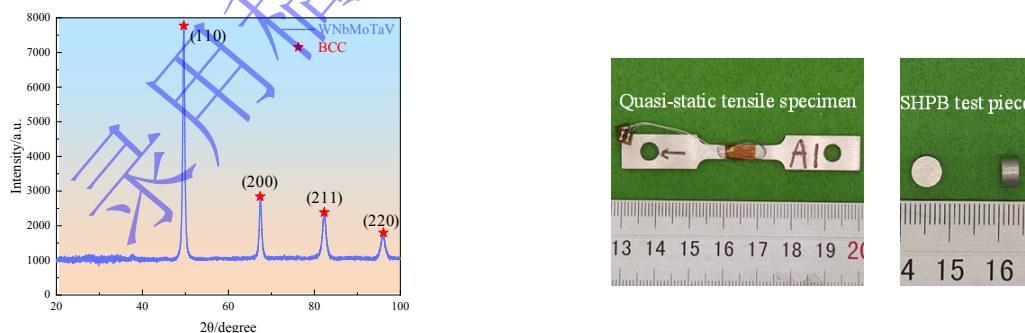 8000
7000
6000
5000
4000
3000
2000
1000
0
20
40
60
80
100
Intensity/a.u.
2θ/degree
WNbMoTaV
BCC
(110)
(200)
(211)
(220)
Quasi-static tensile specimen
A1
13 14 15 16 17 18 19 20
SHPB test piece
4 15 16